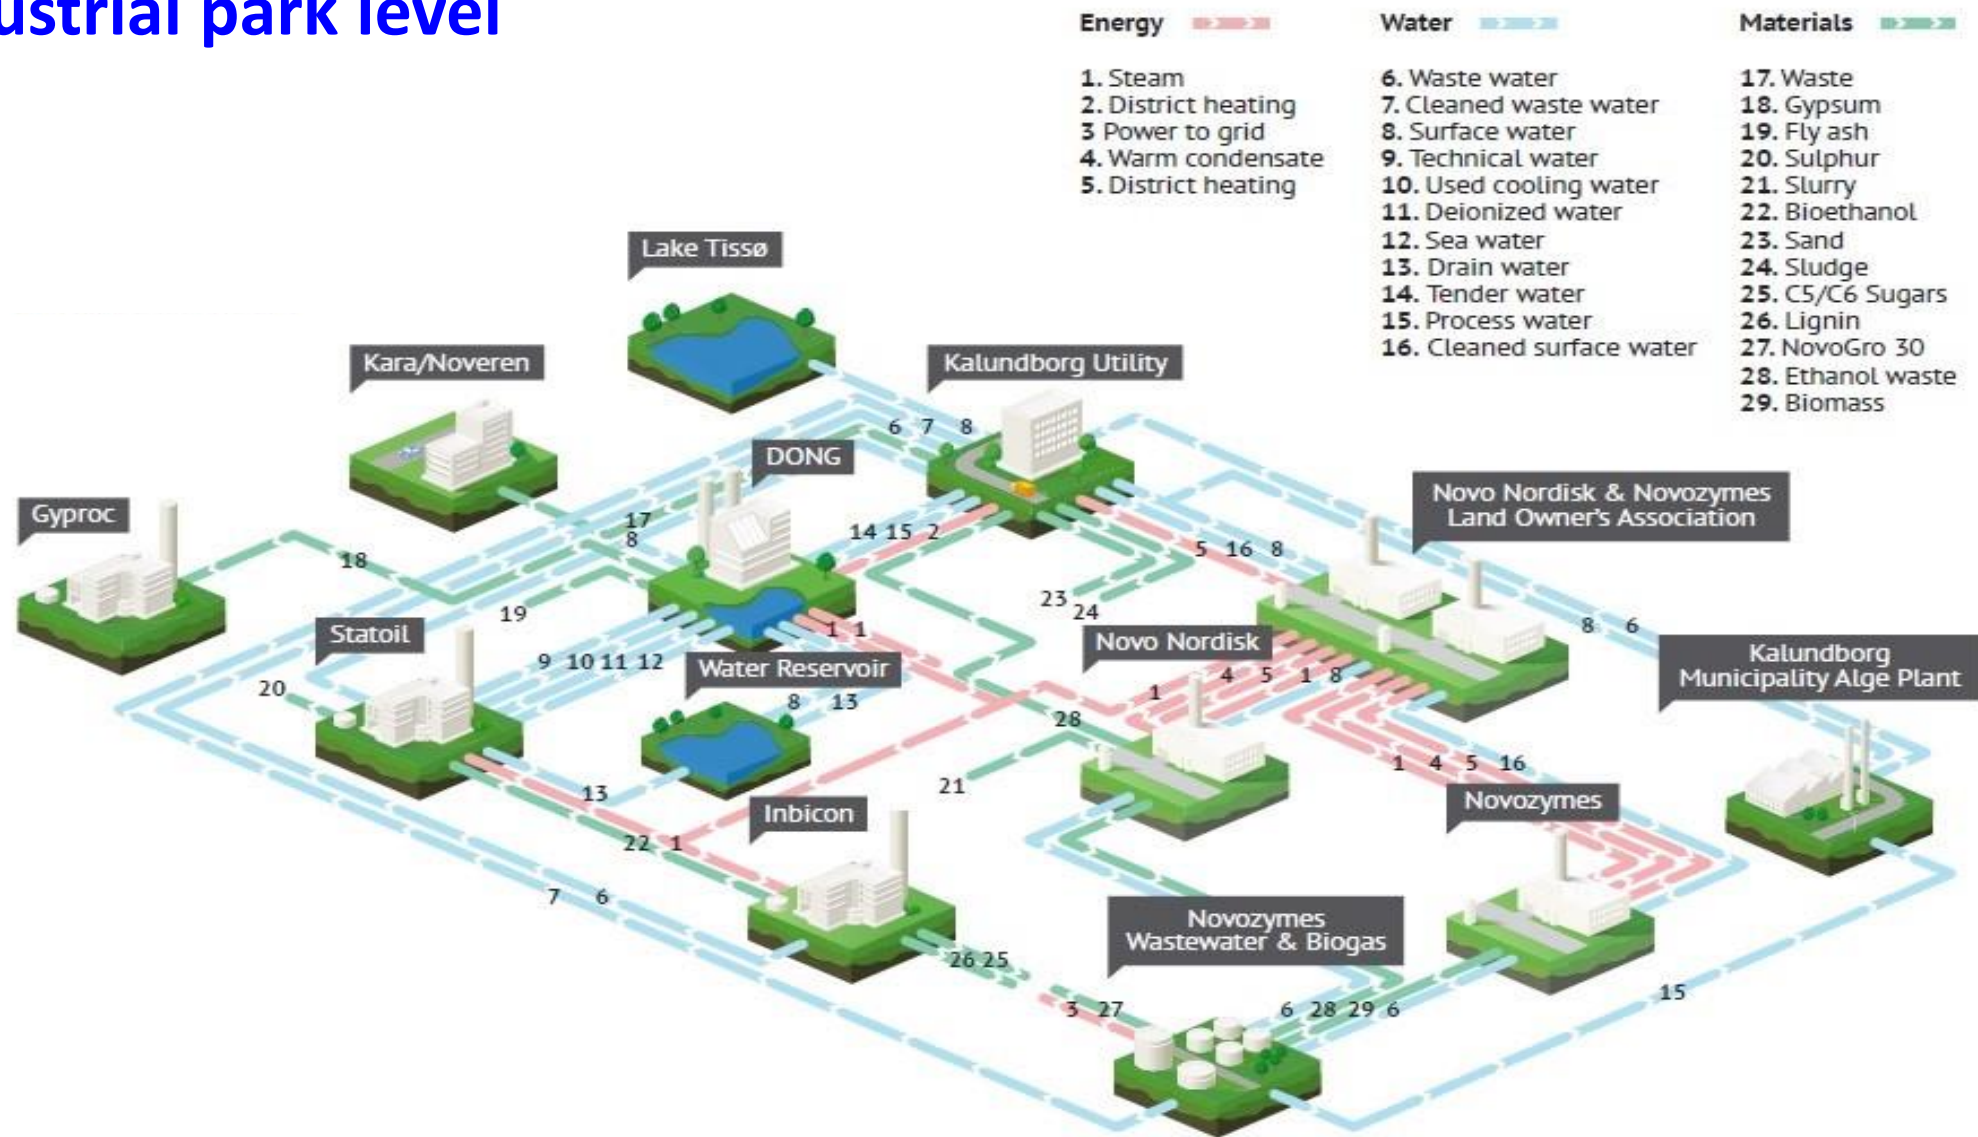 ustrial park level
Energy
1. Steam
2. District heating
3 Power to grid
4. Warm condensate
5. District heating
Water
6. Waste water
7. Cleaned waste water
8. Surface water
9. Technical water
10. Used cooling water
11. Deionized water
12. Sea water
13. Drain water
14. Tender water
15. Process water
16. Cleaned surface water
Materials
17. Waste
18. Gypsum
19. Fly ash
20. Sulphur
21. Slurry
22. Bioethanol
23. Sand
24. Sludge
25. C5/C6 Sugars
26. Lignin
27. NovoGro 30
28. Ethanol waste
29. Biomass
Lake Tissø
Kara/Noveren
Kalundborg Utility
6 7 8
DONG
Gyproc
Novo Nordisk & Novozymes
Land Owner's Association
17
8
14 15 2
18
5 16 8
19
23
24
8 6
Statoil
1 1
Novo Nordisk
Kalundborg
Municipality Alge Plant
9 10 11 12
Water Reservoir
20
8 13
1 4 5 1 8
28
1 4 5 16
21
13
Inbicon
Novozymes
22 1
7 6
Novozymes
Wastewater & Biogas
26 25
3 27
6 28 29 6
15